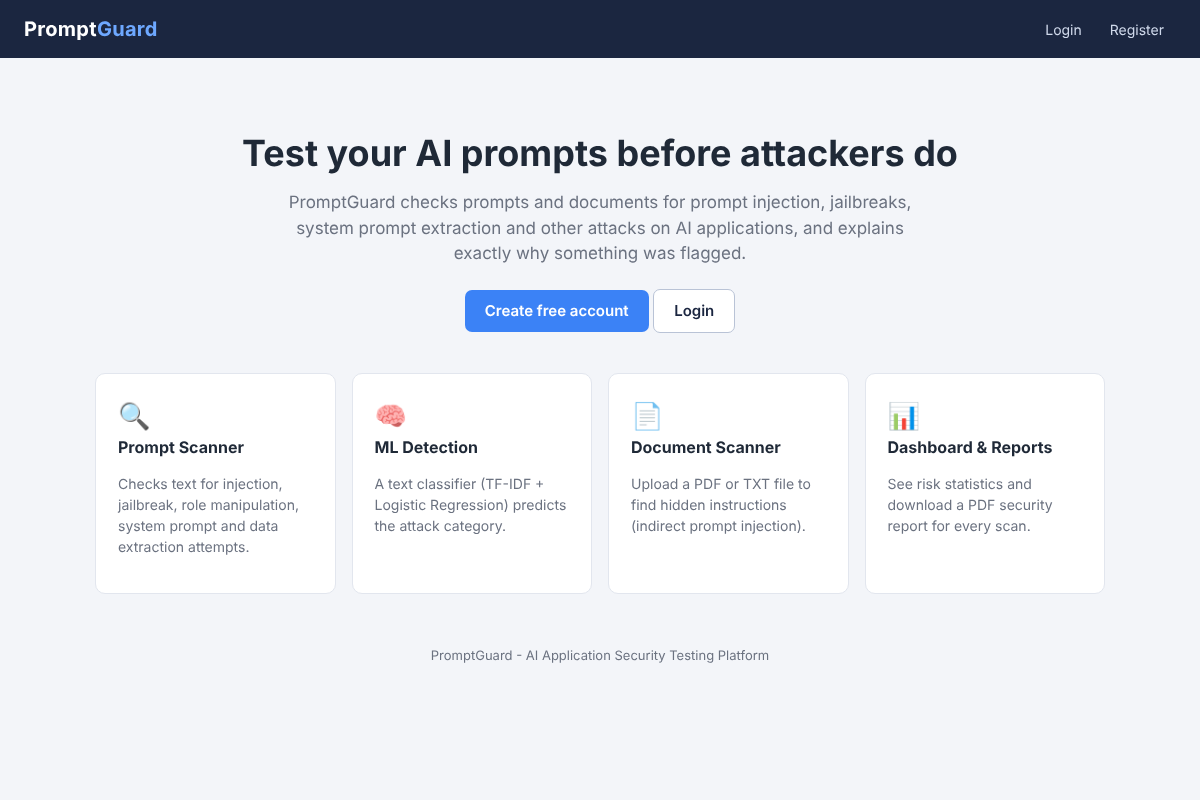 PromptGuard
Login
Register
Test your AI prompts before attackers do
PromptGuard checks prompts and documents for prompt injection, jailbreaks,
system prompt extraction and other attacks on AI applications, and explains
exactly why something was flagged.
Create free account
Login
Prompt Scanner
Checks text for injection,
jailbreak, role manipulation,
system prompt and data
extraction attempts.
ML Detection
A text classifier (TF-IDF +
Logistic Regression) predicts
the attack category.
Document Scanner
Upload a PDF or TXT file to
find hidden instructions
(indirect prompt injection).
Dashboard & Reports
See risk statistics and
download a PDF security
report for every scan.
PromptGuard - AI Application Security Testing Platform